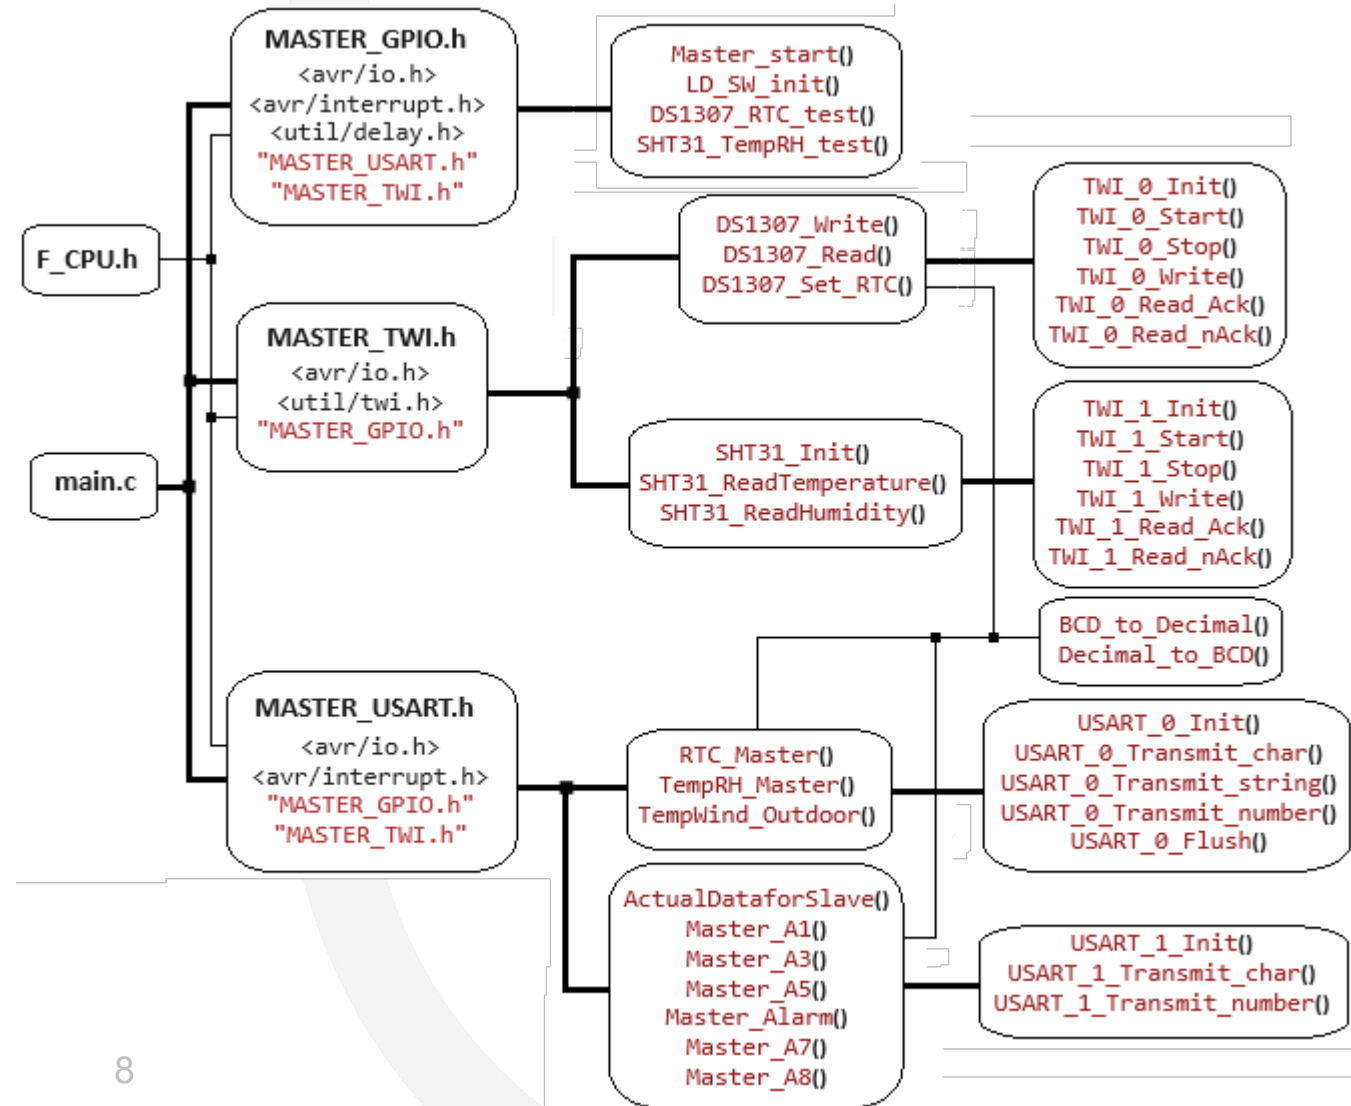 MASTER_GPIO.h
<avr/io.h>
<avr/interrupt.h>
<util/delay.h>
"MASTER_USART.h"
"MASTER_TWI.h"
Master_start()
LD_SW_init()
DS1307_RTC_test()
SHT31_TempRH_test()
F_CPU.h
MASTER_TWI.h
<avr/io.h>
<util/twi.h>
"MASTER_GPIO.h"
DS1307_Write()
DS1307_Read()
DS1307_Set_RTC()
TWI_0_Init()
TWI_0_Start()
TWI_0_Stop()
TWI_0_Write()
TWI_0_Read_Ack()
TWI_0_Read_nAck()
main.c
SHT31_Init()
SHT31_ReadTemperature()
SHT31_ReadHumidity()
TWI_1_Init()
TWI_1_Start()
TWI_1_Stop()
TWI_1_Write()
TWI_1_Read_Ack()
TWI_1_Read_nAck()
BCD_to_Decimal()
Decimal_to_BCD()
MASTER_USART.h
<avr/io.h>
<avr/interrupt.h>
"MASTER_GPIO.h"
"MASTER_TWI.h"
RTC_Master()
TempRH_Master()
TempWind_Outdoor()
USART_0_Init()
USART_0_Transmit_char()
USART_0_Transmit_string()
USART_0_Transmit_number()
USART_0_Flush()
ActualDataforSlave()
Master_A1()
Master_A3()
Master_A5()
Master_Alarm()
Master_A7()
Master_A8()
USART_1_Init()
USART_1_Transmit_char()
USART_1_Transmit_number()
8